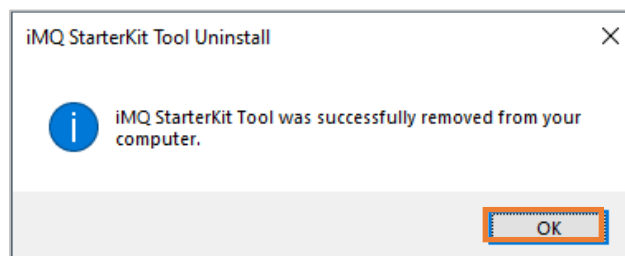 iMQ StarterKit Tool Uninstall
iMQ StarterKit Tool was successfully removed from your
computer.
OK